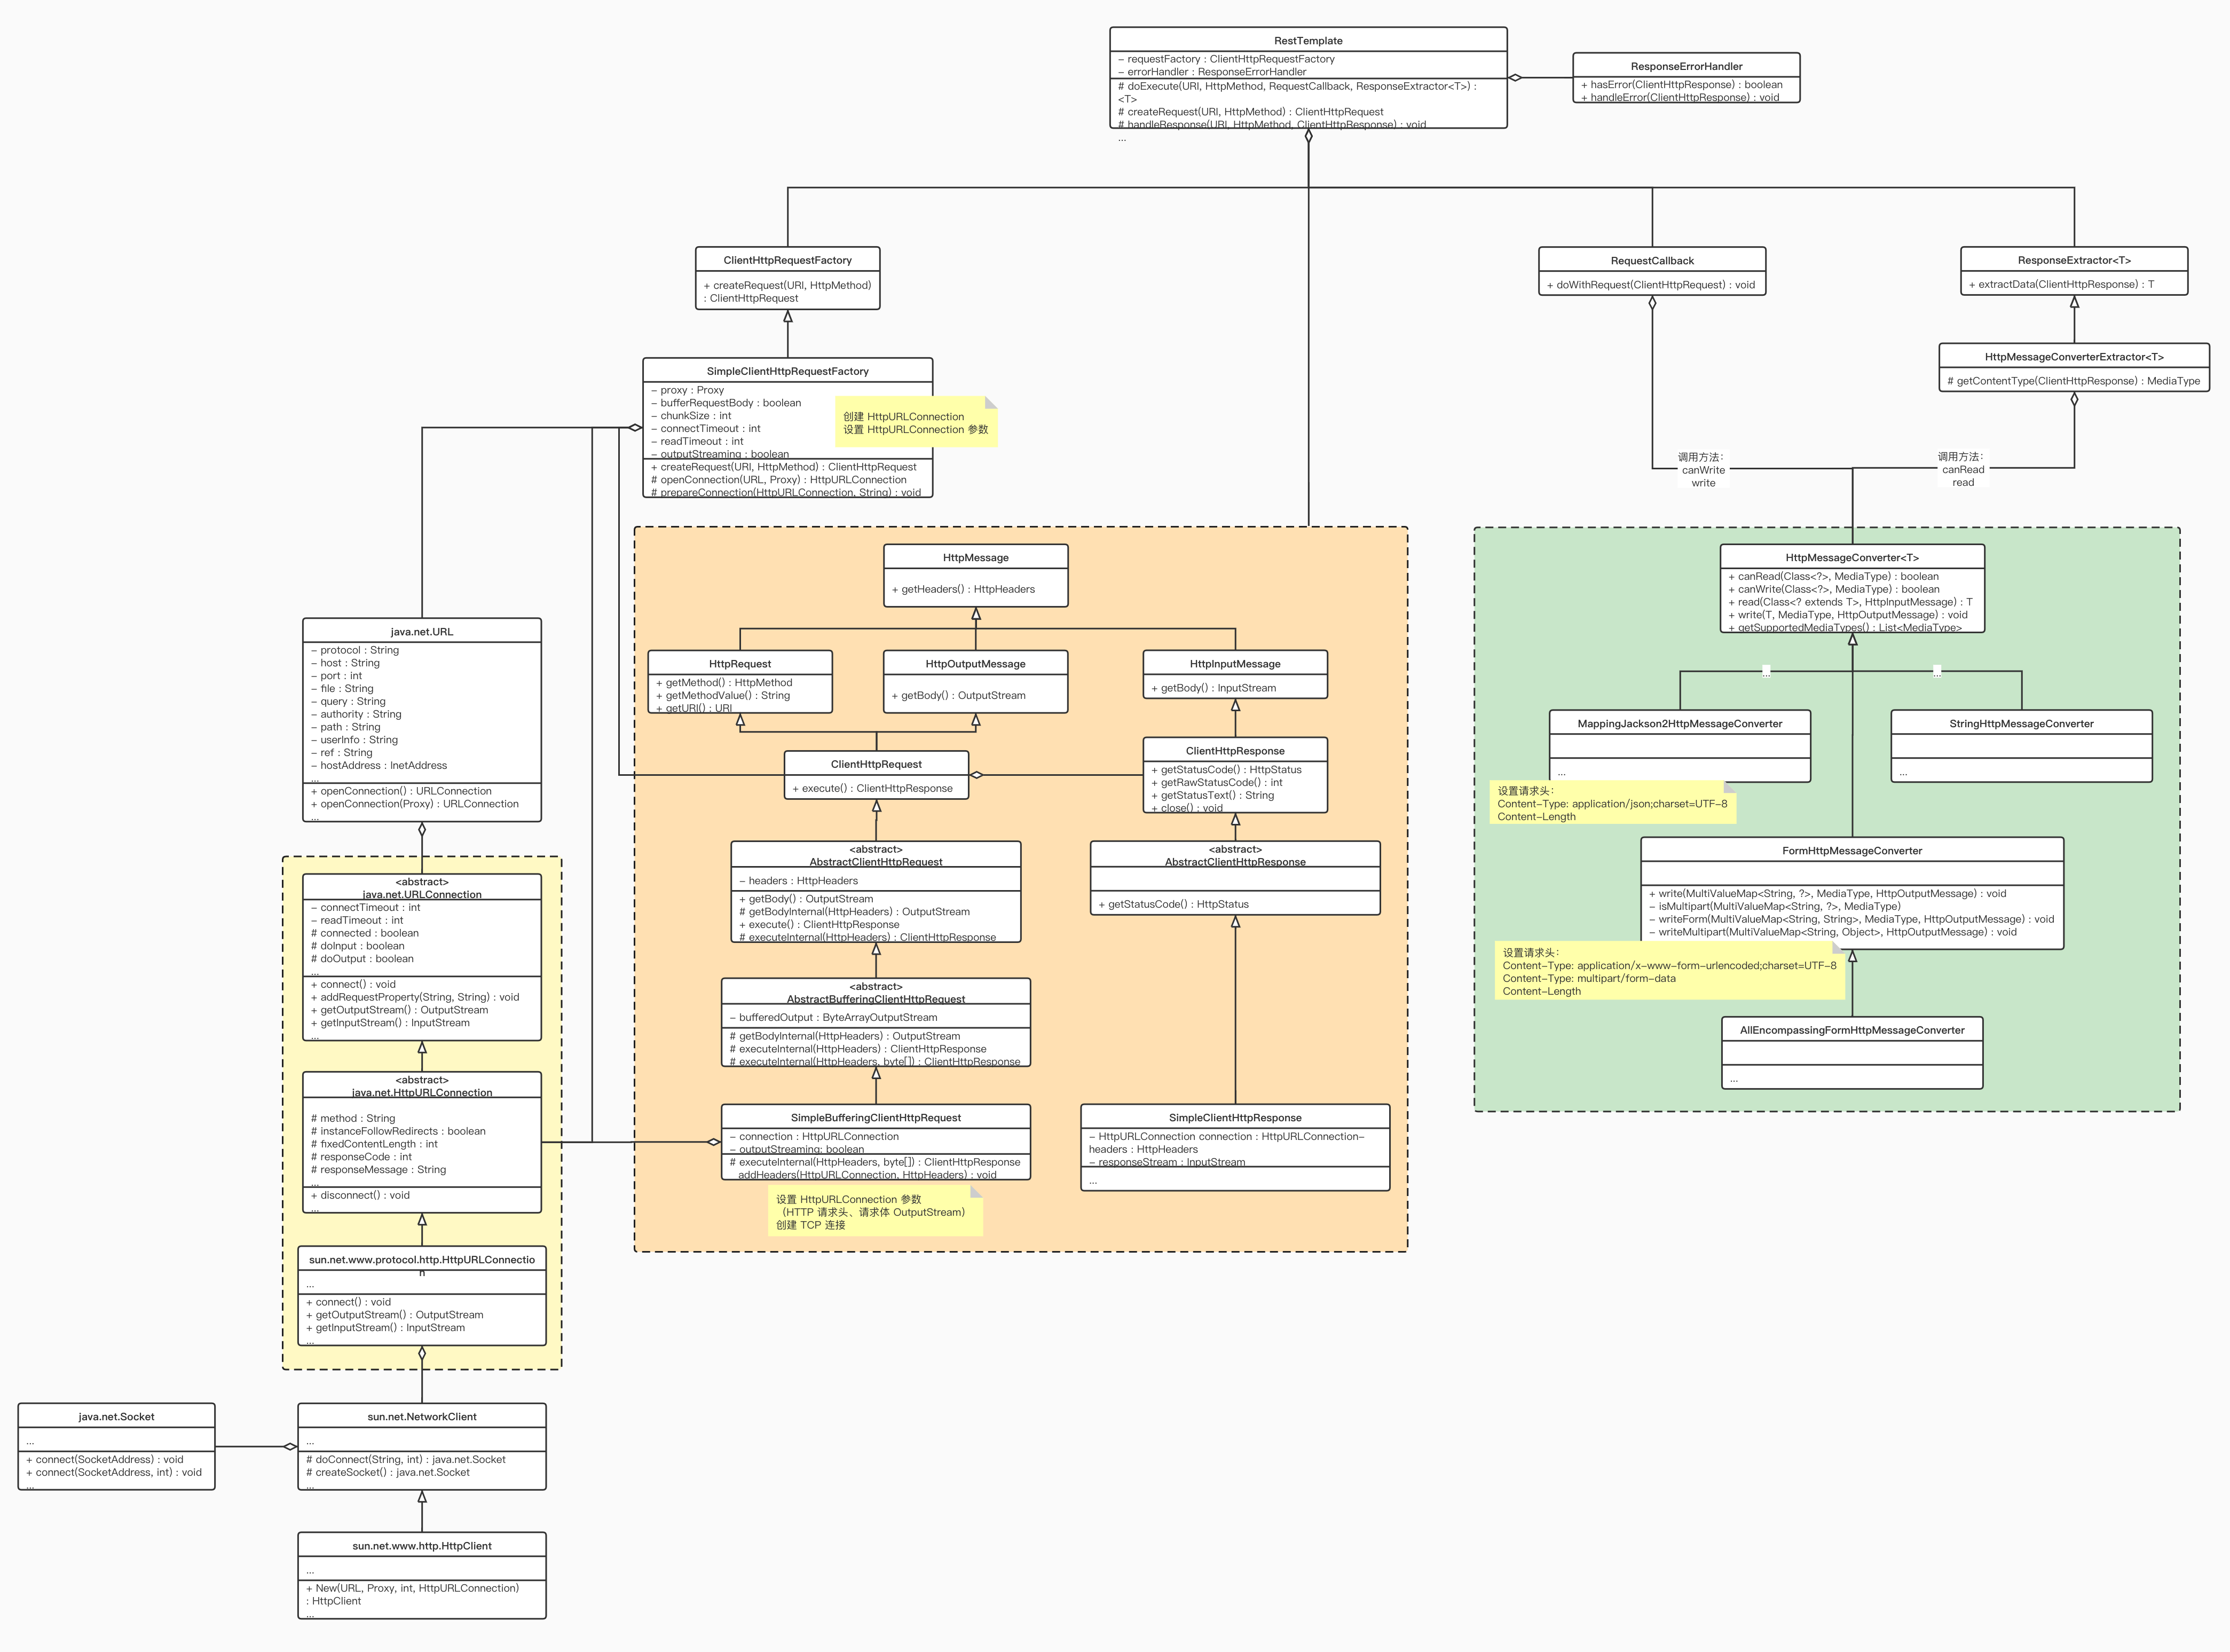 RestTemplate
– requestFactory : ClientHttpRequestFactory
– errorHandler : ResponseErrorHandler
# doExecute(URI, HttpMethod, RequestCallback, ResponseExtractor<T>) :
<T>
# createRequest(URI, HttpMethod) : ClientHttpRequest
# handleResponse(URI, HttpMethod, ClientHttpResponse) : void
...
ResponseErrorHandler
+ hasError(ClientHttpResponse) : boolean
+ handleError(ClientHttpResponse) : void
ClientHttpRequestFactory
+ createRequest(URI, HttpMethod)
: ClientHttpRequest
RequestCallback
+ doWithRequest(ClientHttpRequest) : void
ResponseExtractor<T>
+ extractData(ClientHttpResponse) : T
HttpMessageConverterExtractor<T>
# getContentType(ClientHttpResponse) : MediaType
SimpleClientHttpRequestFactory
– proxy : Proxy
– bufferRequestBody : boolean
– chunkSize : int
– connectTimeout : int
– readTimeout : int
– outputStreaming : boolean
+ createRequest(URI, HttpMethod) : ClientHttpRequest
# openConnection(URL, Proxy) : HttpURLConnection
# prepareConnection(HttpURLConnection, String) : void
创建 HttpURLConnection
设置 HttpURLConnection 参数
调用方法：
canWrite
write
调用方法：
canRead
read
HttpMessage
+ getHeaders() : HttpHeaders
HttpRequest
+ getMethod() : HttpMethod
+ getMethodValue() : String
+ getURI() : URI
HttpOutputMessage
+ getBody() : OutputStream
HttpInputMessage
+ getBody() : InputStream
ClientHttpRequest
+ execute() : ClientHttpResponse
ClientHttpResponse
+ getStatusCode() : HttpStatus
+ getRawStatusCode() : int
+ getStatusText() : String
+ close() : void
<abstract>
AbstractClientHttpRequest
– headers : HttpHeaders
+ getBody() : OutputStream
# getBodyInternal(HttpHeaders) : OutputStream
+ execute() : ClientHttpResponse
# executeInternal(HttpHeaders) : ClientHttpResponse
<abstract>
AbstractClientHttpResponse
+ getStatusCode() : HttpStatus
<abstract>
AbstractBufferingClientHttpRequest
– bufferedOutput : ByteArrayOutputStream
# getBodyInternal(HttpHeaders) : OutputStream
# executeInternal(HttpHeaders) : ClientHttpResponse
# executeInternal(HttpHeaders, byte[]) : ClientHttpResponse
SimpleBufferingClientHttpRequest
– connection : HttpURLConnection
– outputStreaming: boolean
# executeInternal(HttpHeaders, byte[]) : ClientHttpResponse
addHeaders(HttpURLConnection, HttpHeaders) : void
设置 HttpURLConnection 参数
（HTTP 请求头、请求体 OutputStream）
创建 TCP 连接
SimpleClientHttpResponse
– HttpURLConnection connection : HttpURLConnection–
headers : HttpHeaders
– responseStream : InputStream
...
HttpMessageConverter<T>
+ canRead(Class<?>, MediaType) : boolean
+ canWrite(Class<?>, MediaType) : boolean
+ read(Class<? extends T>, HttpInputMessage) : T
+ write(T, MediaType, HttpOutputMessage) : void
+ getSupportedMediaTypes() : List<MediaType>
...
...
MappingJackson2HttpMessageConverter
...
StringHttpMessageConverter
...
设置请求头：
Content–Type: application/json;charset=UTF–8
Content–Length
FormHttpMessageConverter
+ write(MultiValueMap<String, ?>, MediaType, HttpOutputMessage) : void
– isMultipart(MultiValueMap<String, ?>, MediaType)
– writeForm(MultiValueMap<String, String>, MediaType, HttpOutputMessage) : void
– writeMultipart(MultiValueMap<String, Object>, HttpOutputMessage) : void
设置请求头：
Content–Type: application/x–www–form–urlencoded;charset=UTF–8
Content–Type: multipart/form–data
Content–Length
AllEncompassingFormHttpMessageConverter
...
java.net.URL
– protocol : String
– host : String
– port : int
– file : String
– query : String
– authority : String
– path : String
– userInfo : String
– ref : String
– hostAddress : InetAddress
...
+ openConnection() : URLConnection
+ openConnection(Proxy) : URLConnection
...
<abstract>
java.net.URLConnection
– connectTimeout : int
– readTimeout : int
# connected : boolean
# doInput : boolean
# doOutput : boolean
...
+ connect() : void
+ addRequestProperty(String, String) : void
+ getOutputStream() : OutputStream
+ getInputStream() : InputStream
...
<abstract>
java.net.HttpURLConnection
# method : String
# instanceFollowRedirects : boolean
# fixedContentLength : int
# responseCode : int
# responseMessage : String
...
+ disconnect() : void
...
sun.net.www.protocol.http.HttpURLConnectio
n
...
+ connect() : void
+ getOutputStream() : OutputStream
+ getInputStream() : InputStream
...
java.net.Socket
...
+ connect(SocketAddress) : void
+ connect(SocketAddress, int) : void
...
sun.net.NetworkClient
...
# doConnect(String, int) : java.net.Socket
# createSocket() : java.net.Socket
...
sun.net.www.http.HttpClient
...
+ New(URL, Proxy, int, HttpURLConnection)
: HttpClient
...